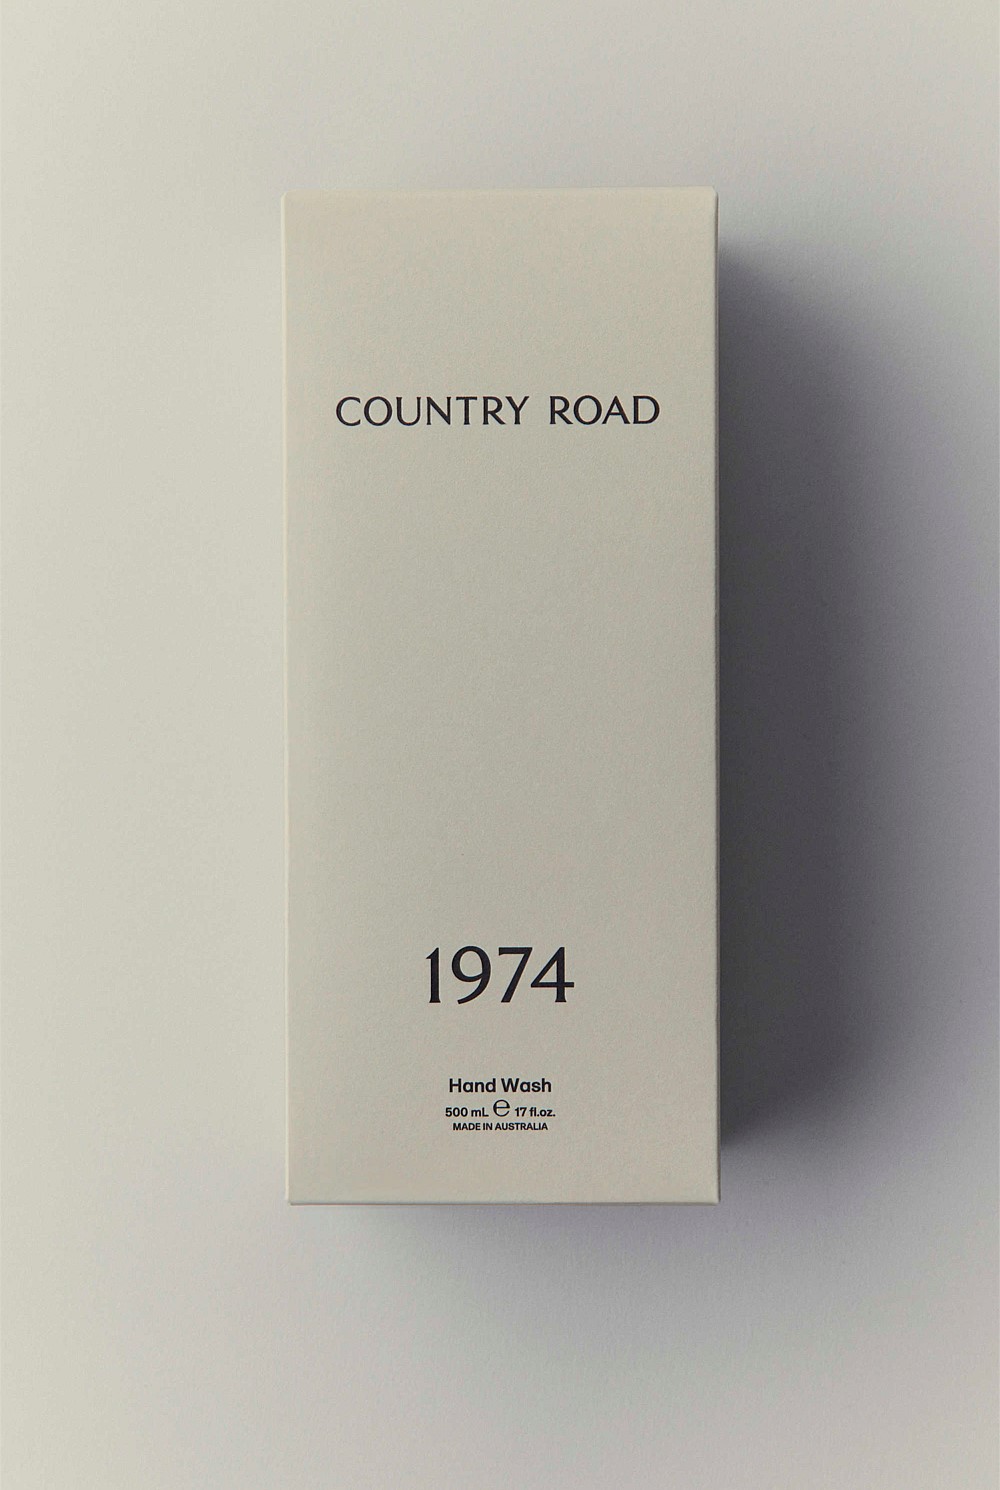 COUNTRY ROAD
1974
Hand Wash
500 mL ℮ 17 fl.oz.
MADE IN AUSTRALIA